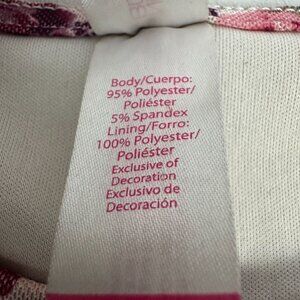 Body/Cuerpo:
95% Polyester/
Poliéster
5% Spandex
Lining/Forro:
100% Polyester/
Poliéster
Exclusive of
Decoration
Exclusivo de
Decoración